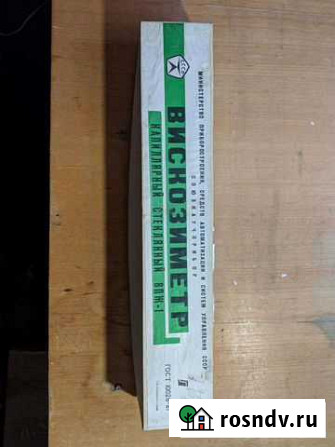 МИНИСТЕРСТВО ПРИБОРОСТРОЕНИЯ, СРЕДСТВ АВТОМАТИЗАЦИИ И СИСТЕМ УПРАВЛЕНИЯ СССР
ВИСКОЗИМЕТР
КАПИЛЛЯРНЫЙ СТЕКЛЯННЫЙ ВПЖ-1
ГОСТ
rosndv.ru